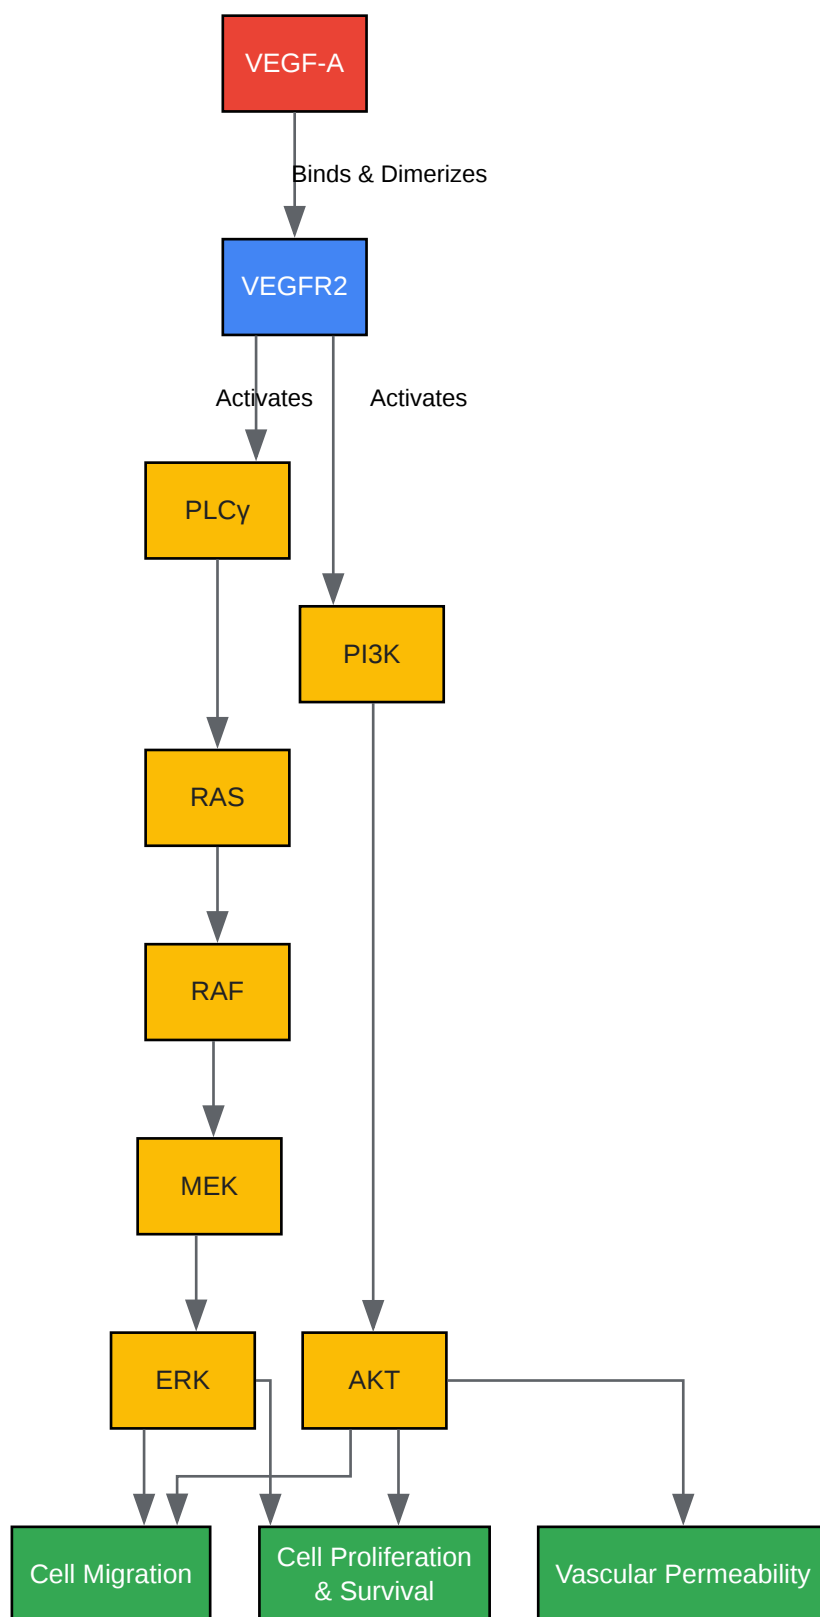 VEGF-A
Binds & Dimerizes
VEGFR2
Activates
Activates
PLCγ
PI3K
RAS
RAF
MEK
ERK
AKT
Cell Migration
Cell Proliferation
& Survival
Vascular Permeability